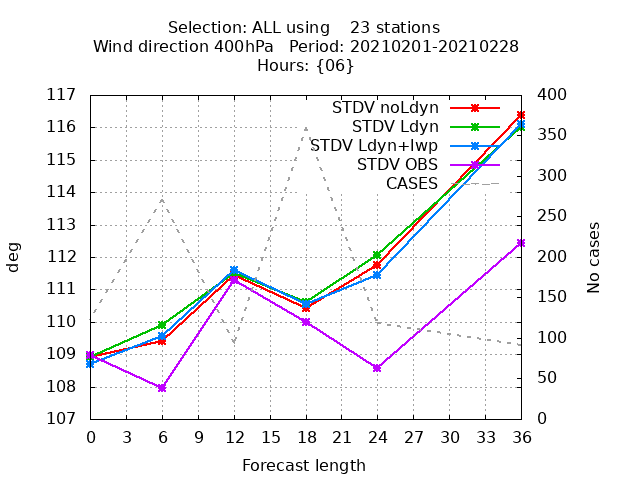 Selection: ALL using    23 stations
Wind direction 400hPa   Period: 20210201-20210228
Hours: {06}
STDV noLdyn
STDV Ldyn
STDV Ldyn+lwp
STDV OBS
CASES
117
116
115
114
113
112
111
110
109
108
107
deg
400
350
300
250
200
150
100
50
0
No cases
0 3 6 9 12 15 18 21 24 27 30 33 36
Forecast length